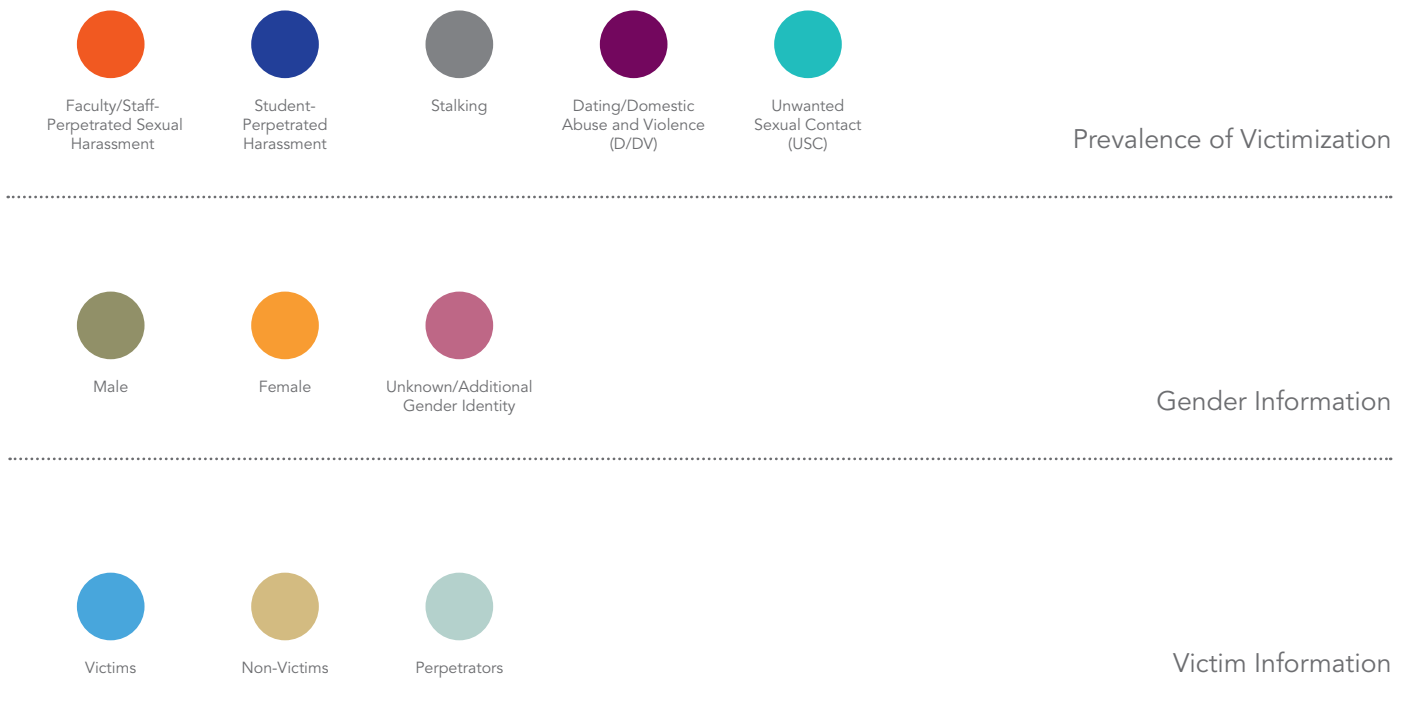 Faculty/Staff-
Perpetrated Sexual
Harassment
Student-
Perpetrated
Harassment
Stalking
Dating/Domestic
Abuse and Violence
(D/DV)
Unwanted
Sexual Contact
(USC)
Prevalence of Victimization
Male
Female
Unknown/Additional
Gender Identity
Gender Information
Victims
Non-Victims
Perpetrators
Victim Information